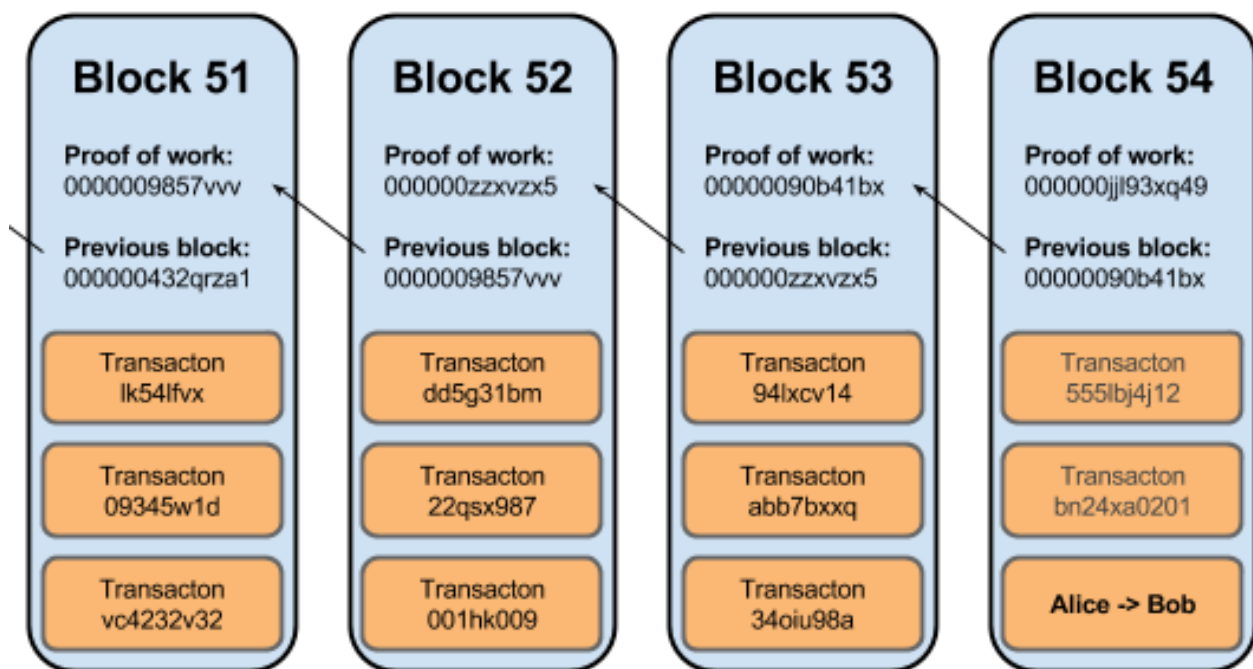 Block 51
Proof of work:
0000009857vvv
Previous block:
000000432qrza1
Transacton
lk54lfvx
Transacton
09345w1d
Transacton
vc4232v32
Block 52
Proof of work:
000000zzxvzx5
Previous block:
0000009857vvv
Transacton
dd5g31bm
Transacton
22qsx987
Transacton
001hk009
Block 53
Proof of work:
00000090b41bx
Previous block:
000000zzxvzx5
Transacton
94lxcv14
Transacton
abb7bxxq
Transacton
34oiu98a
Block 54
Proof of work:
000000jjl93xq49
Previous block:
00000090b41bx
Transacton
555lbj4j12
Transacton
bn24xa0201
Alice -> Bob